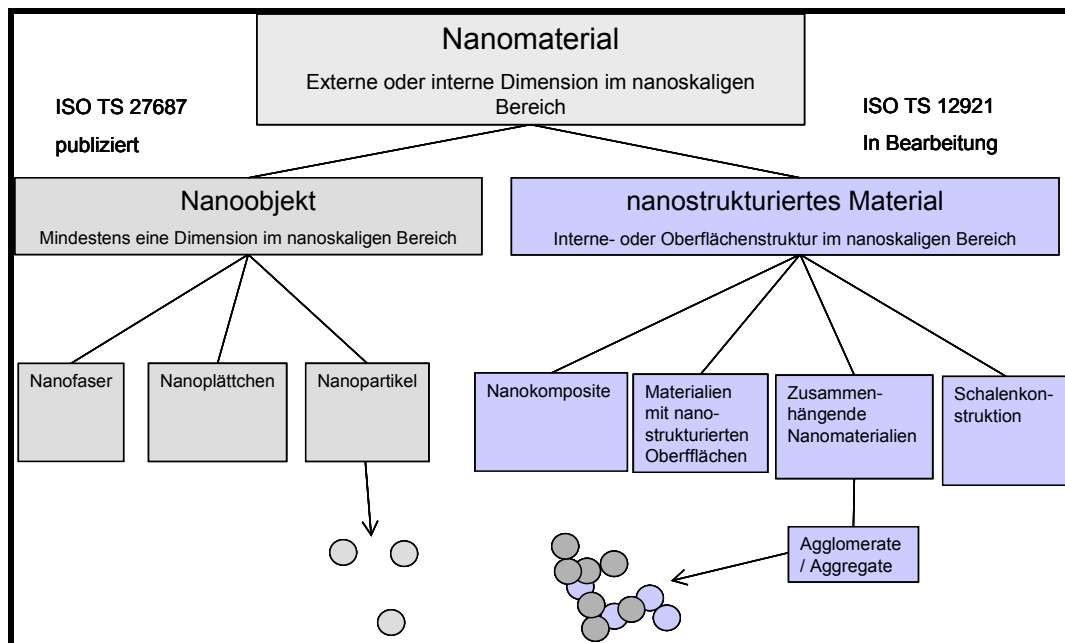 Nanomaterial
Externe oder interne Dimension im nanoskaligen
Bereich
ISO TS 27687
publiziert
ISO TS 12921
In Bearbeitung
Nanoobjekt
Mindestens eine Dimension im nanoskaligen Bereich
nanostrukturiertes Material
Interne- oder Oberflächenstruktur im nanoskaligen Bereich
Nanofaser
Nanoplättchen
Nanopartikel
Nanokomposite
Materialien
mit nano-
strukturierten
Oberfflächen
Zusammen-
hängende
Nanomaterialien
Schalenkon-
struktion
Agglomerate
/ Aggregate